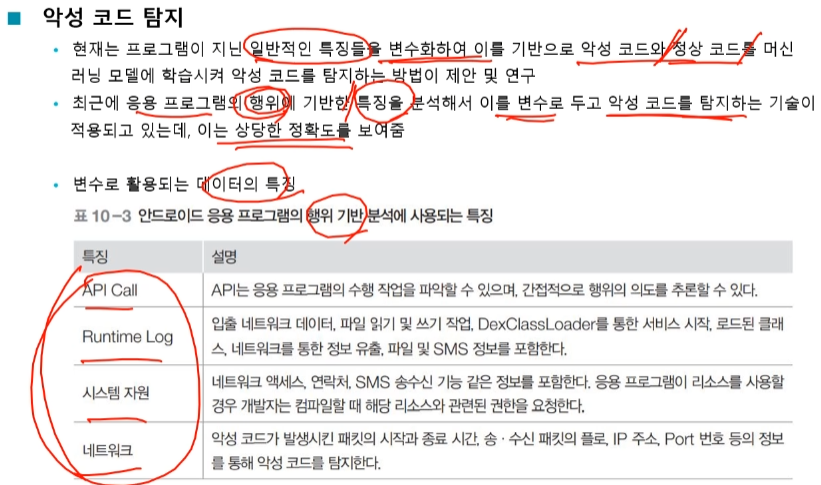 악성 코드 탐지
• 현재는 프로그램이 지닌 일반적인 특징들을 변수화하여 이를 기반으로 악성 코드와 정상 코드를 머신
러닝 모델에 학습시켜 악성 코드를 탐지하는 방법이 제안 및 연구
• 최근에 응용 프로그램의 행위에 기반한 특징을 분석해서 이를 변수로 두고 악성 코드를 탐지하는 기술이
적용되고 있는데, 이는 상당한 정확도를 보여줌
• 변수로 활용되는 데이터의 특징
표 10-3 안드로이드 응용 프로그램의 행위 기반 분석에 사용되는 특징
특징 설명
API Call API는 응용 프로그램의 수행 작업을 파악할 수 있으며, 간접적으로 행위의 의도를 추론할 수 있다.
Runtime Log 입출 네트워크 데이터, 파일 읽기 및 쓰기 작업, DexClassLoader를 통한 서비스 시작, 로드된 클래
스, 네트워크를 통한 정보 유출, 파일 및 SMS 정보를 포함한다.
시스템 자원 네트워크 액세스, 연락처, SMS 송수신 기능 같은 정보를 포함한다. 응용 프로그램이 리소스를 사용할
경우 개발자는 컴파일할 때 해당 리소스와 관련된 권한을 요청한다.
네트워크 악성 코드가 발생시킨 패킷의 시작과 종료 시간, 송·수신 패킷의 플로, IP 주소, Port 번호 등의 정보
를 통해 악성 코드를 탐지한다.